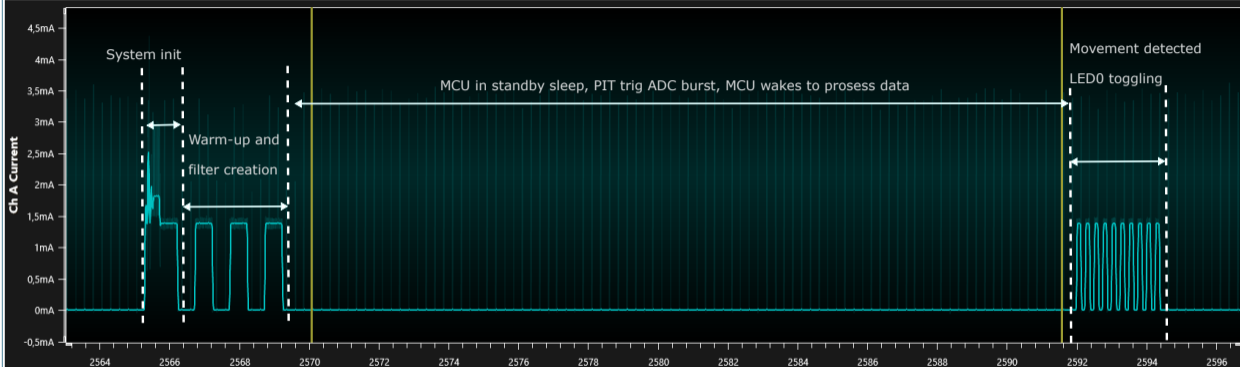 4,5mA
4mA
3,5mA
3mA
2,5mA
2mA
1,5mA
1mA
0,5mA
0mA
-0,5mA
Ch A Current
System init
Warm-up and
filter creation
MCU in standby sleep, PIT trig ADC burst, MCU wakes to prosess data
Movement detected
LED0 toggling
2564 2566 2568 2570 2572 2574 2576 2578 2580 2582 2584 2586 2588 2590 2592 2594 2596